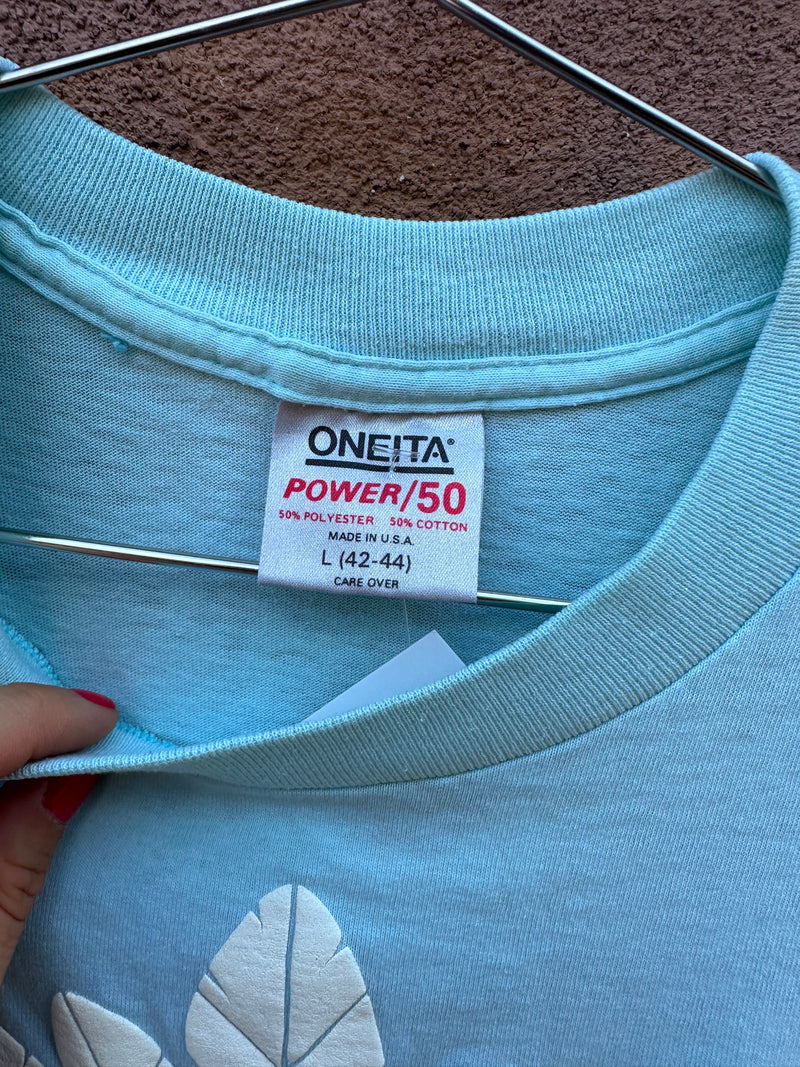 ONEITA®
POWER/50
50% POLYESTER 50% COTTON
MADE IN U.S.A.
L (42-44)
CARE OVER